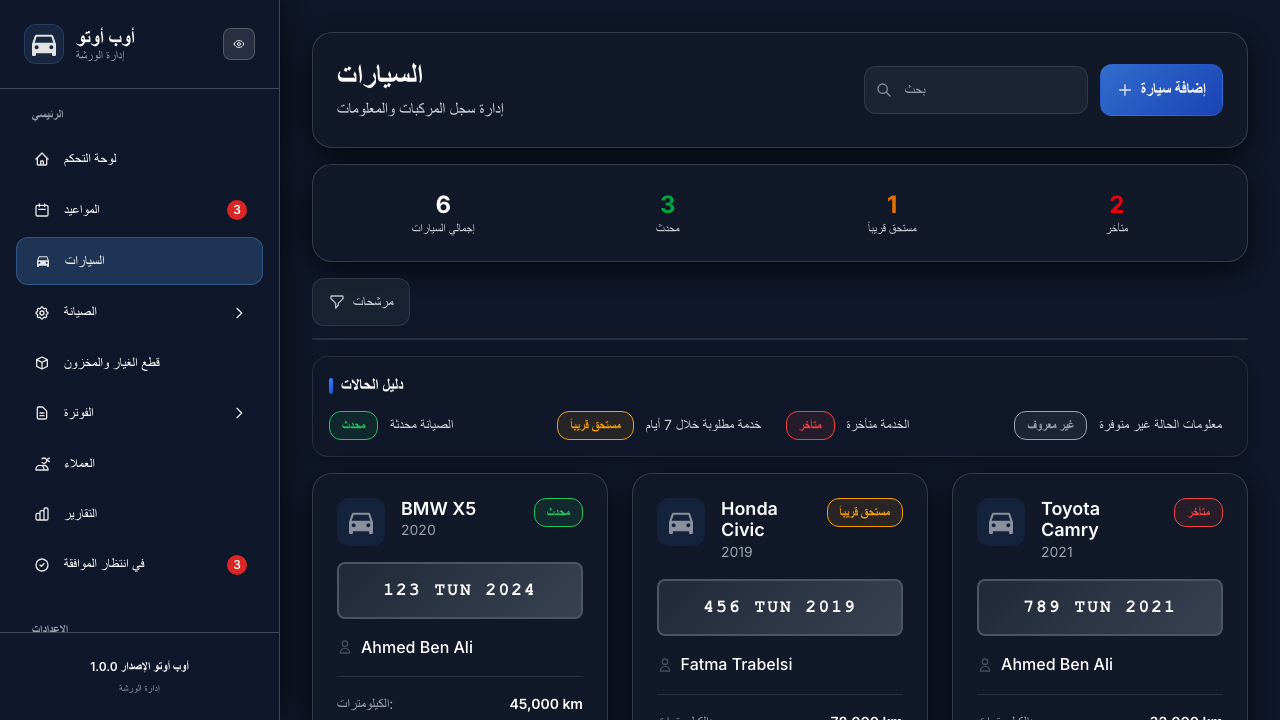 أوب أوتو
إدارة الورشة
الرئيسي
لوحة التحكم
المواعيد
3
السيارات
الصيانة
قطع الغيار والمخزون
الفوترة
العملاء
التقارير
في انتظار الموافقة
3
الإعدادات
أوب أوتو الإصدار 1.0.0
إدارة الورشة
السيارات
إدارة سجل المركبات والمعلومات
بحث
إضافة سيارة
6
إجمالي السيارات
3
محدث
1
مستحق قريباً
2
متأخر
مرشحات
دليل الحالات
محدث
الصيانة محدثة
مستحق قريباً
خدمة مطلوبة خلال 7 أيام
متأخر
الخدمة متأخرة
غير معروف
معلومات الحالة غير متوفرة
BMW X5
2020
محدث
123 TUN 2024
Ahmed Ben Ali
الكيلومترات:
45,000 km
Honda
Civic
2019
مستحق قريباً
456 TUN 2019
Fatma Trabelsi
الكيلومترات:
78,000 km
Toyota
Camry
2021
متأخر
789 TUN 2021
Ahmed Ben Ali
الكيلومترات: